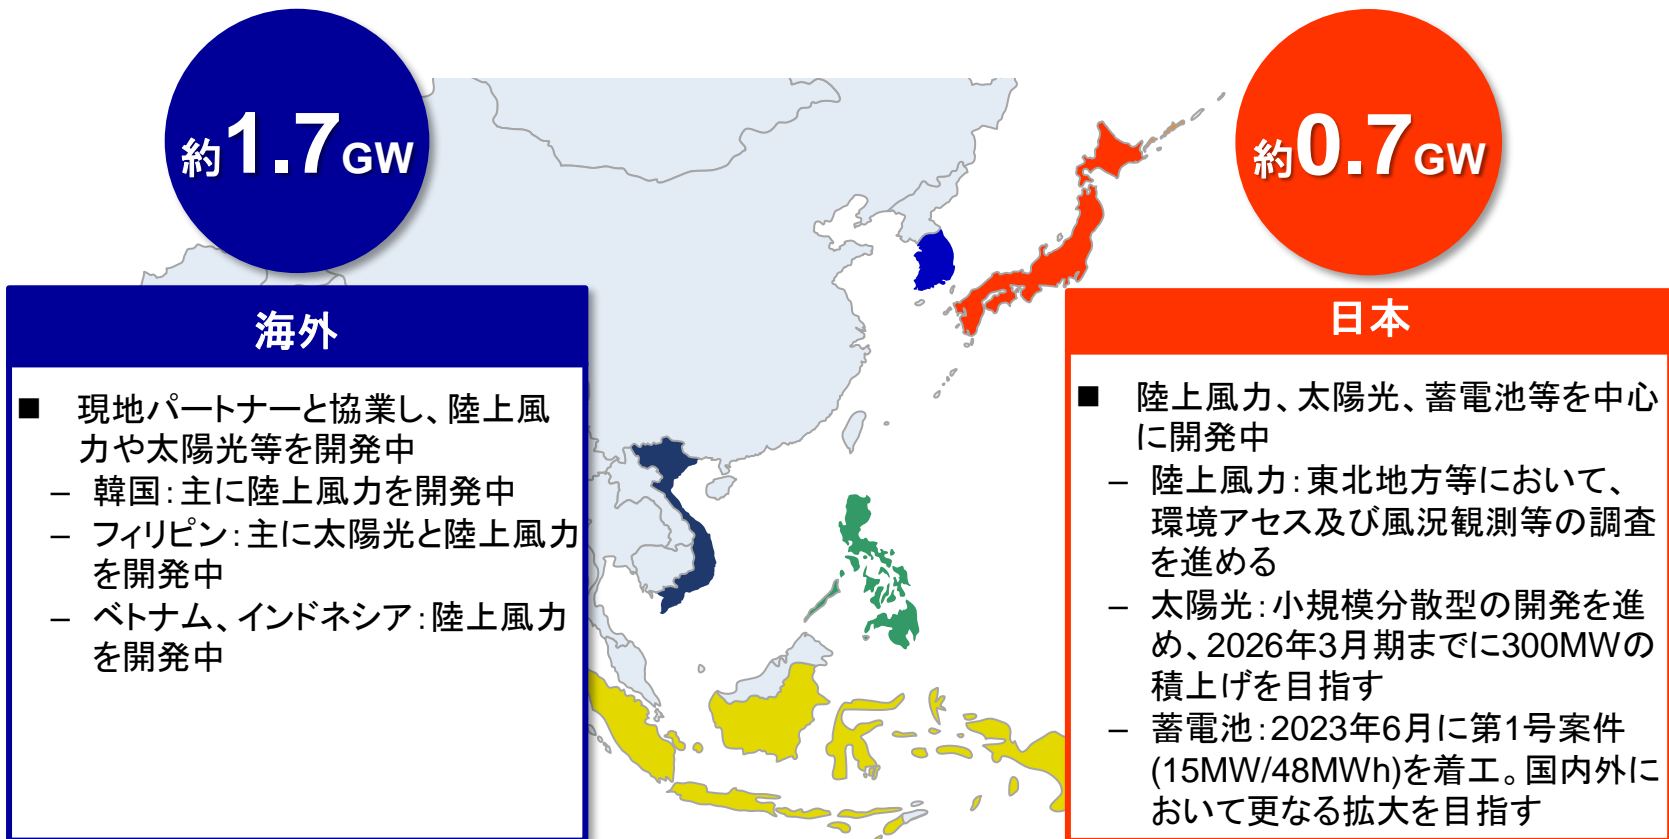 約1.7GW
海外
■ 現地パートナーと協業し、陸上風
力や太陽光等を開発中
– 韓国：主に陸上風力を開発中
– フィリピン：主に太陽光と陸上風力
を開発中
– ベトナム、インドネシア：陸上風力
を開発中
約0.7GW
日本
■ 陸上風力、太陽光、蓄電池等を中心
に開発中
– 陸上風力：東北地方等において、
環境アセス及び風況観測等の調査
を進める
– 太陽光：小規模分散型の開発を進
め、2026年3月期までに300MWの
積上げを目指す
– 蓄電池：2023年6月に第1号案件
(15MW/48MWh)を着工。国内外に
おいて更なる拡大を目指す